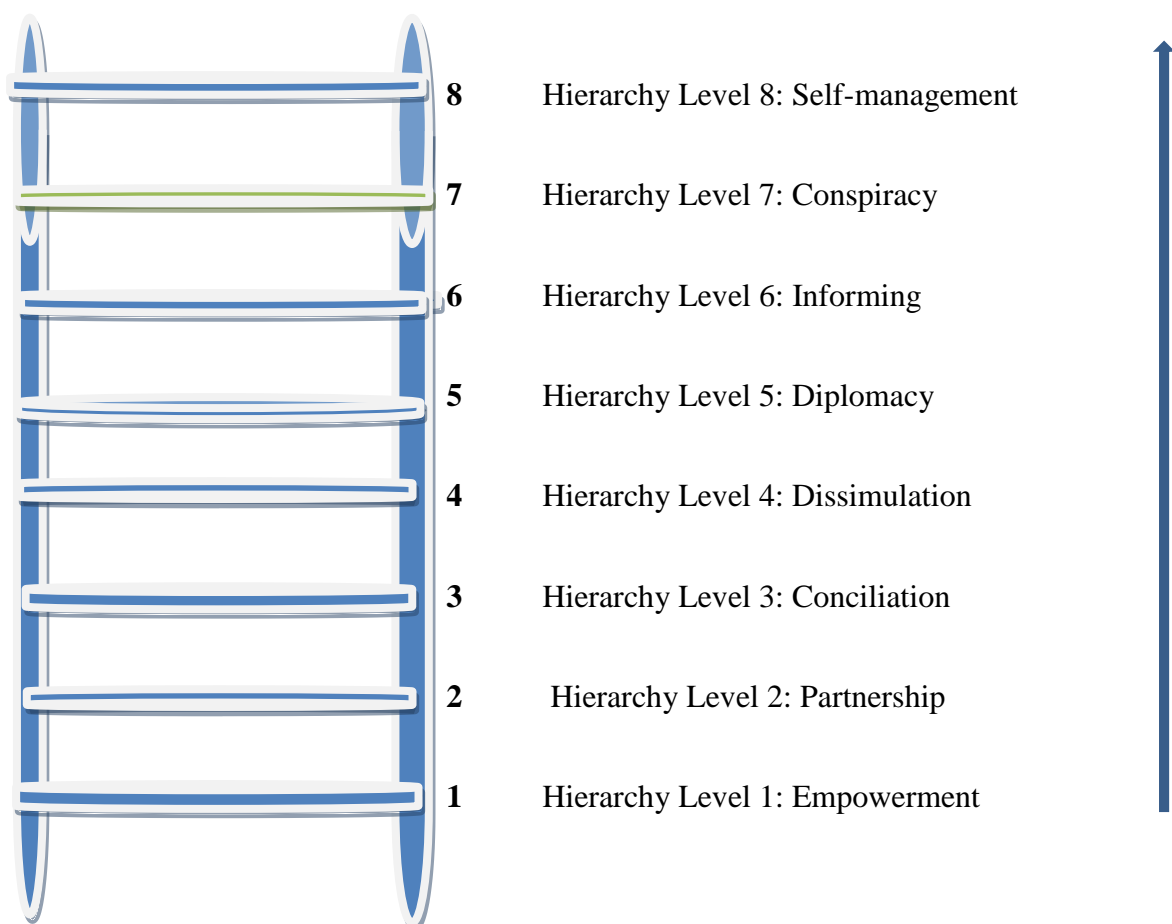 8 Hierarchy Level 8: Self-management
7 Hierarchy Level 7: Conspiracy
6 Hierarchy Level 6: Informing
5 Hierarchy Level 5: Diplomacy
4 Hierarchy Level 4: Dissimulation
3 Hierarchy Level 3: Conciliation
2 Hierarchy Level 2: Partnership
1 Hierarchy Level 1: Empowerment